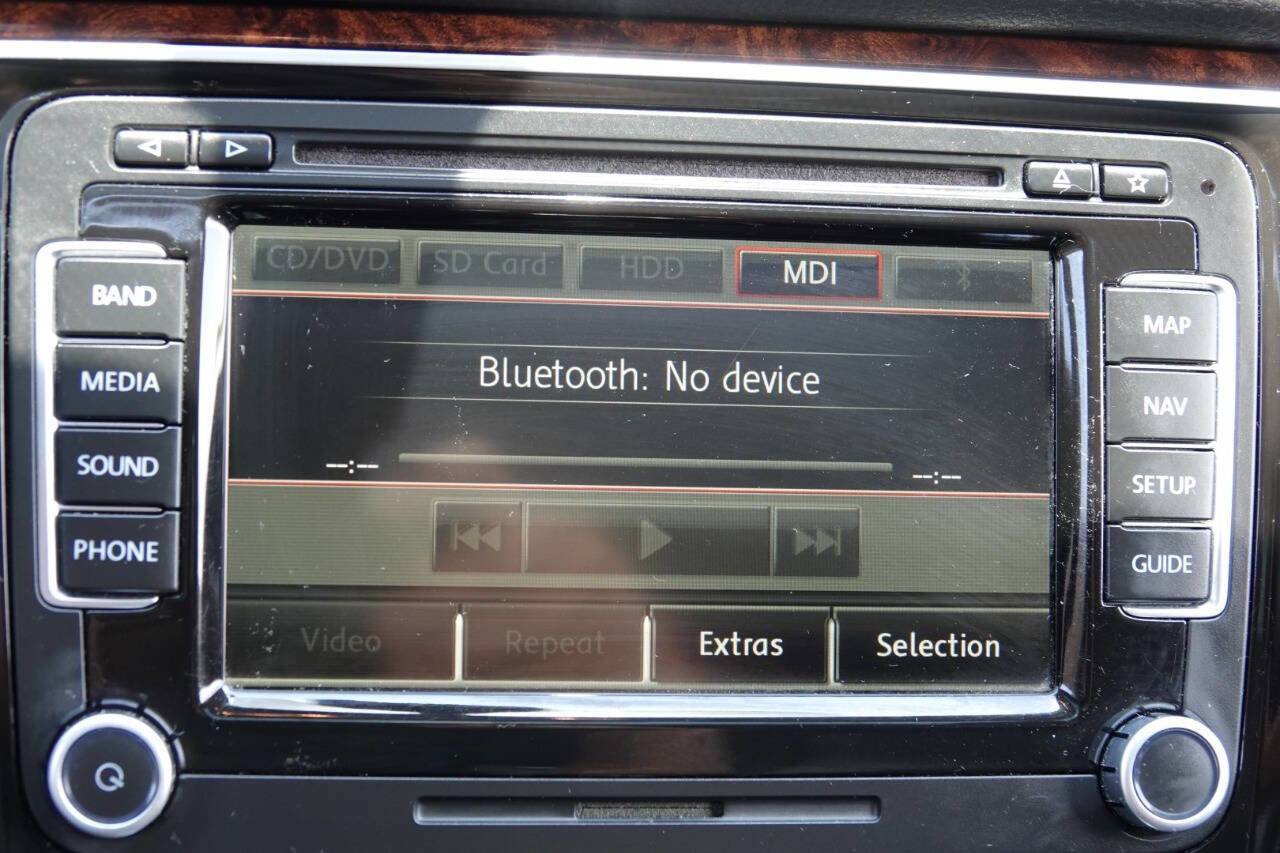 CD/DVD SD Card HDD MDI
BAND
MEDIA
SOUND
PHONE
Bluetooth: No device
--:-- --:--
Video Repeat Extras Selection
MAP
NAV
SETUP
GUIDE